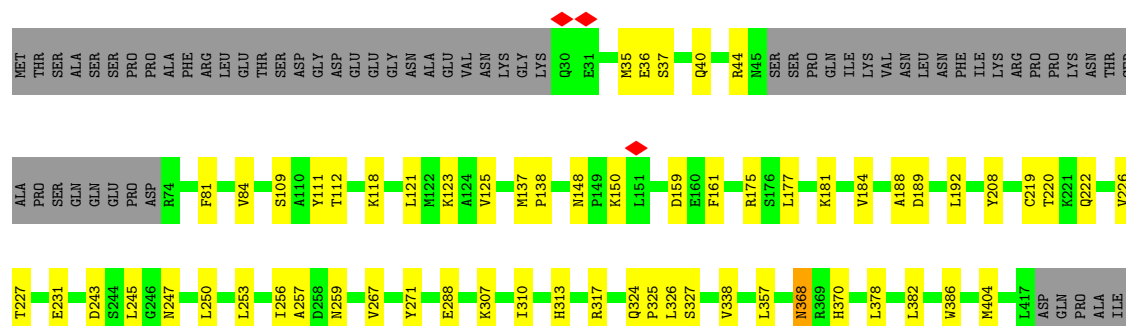 MET THR SER ALA SER SER PRO PRO ALA PHE ARG LEU GLU THR SER ASP GLY ASP GLU GLU GLY ASN ALA GLU VAL ASN LYS GLY LYS Q30 E31 M35 E36 S37 Q40 R44 N45 SER SER PRO GLN ILE LYS VAL ASN LEU ASN PHE ILE LYS ARG PRO PRO LYS ASN THR SER
ALA PRO SER GLN GLN GLU PRO ASP R74 F81 V84 S109 A110 Y111 T112 K118 L121 M122 K123 A124 V125 M137 P138 N148 P149 K150 L151 D159 E160 F161 R175 S176 L177 K181 V184 A188 D189 L192 Y208 C219 T220 K221 Q222 V226
T227 E231 D243 S244 L245 G246 N247 L250 L253 I256 A257 D258 N259 V267 Y271 E288 K307 I310 H313 R317 Q324 P325 L326 S327 V338 L357 N368 R369 H370 L378 L382 W386 M404 L417 ASP GLN PRO ALA ILE